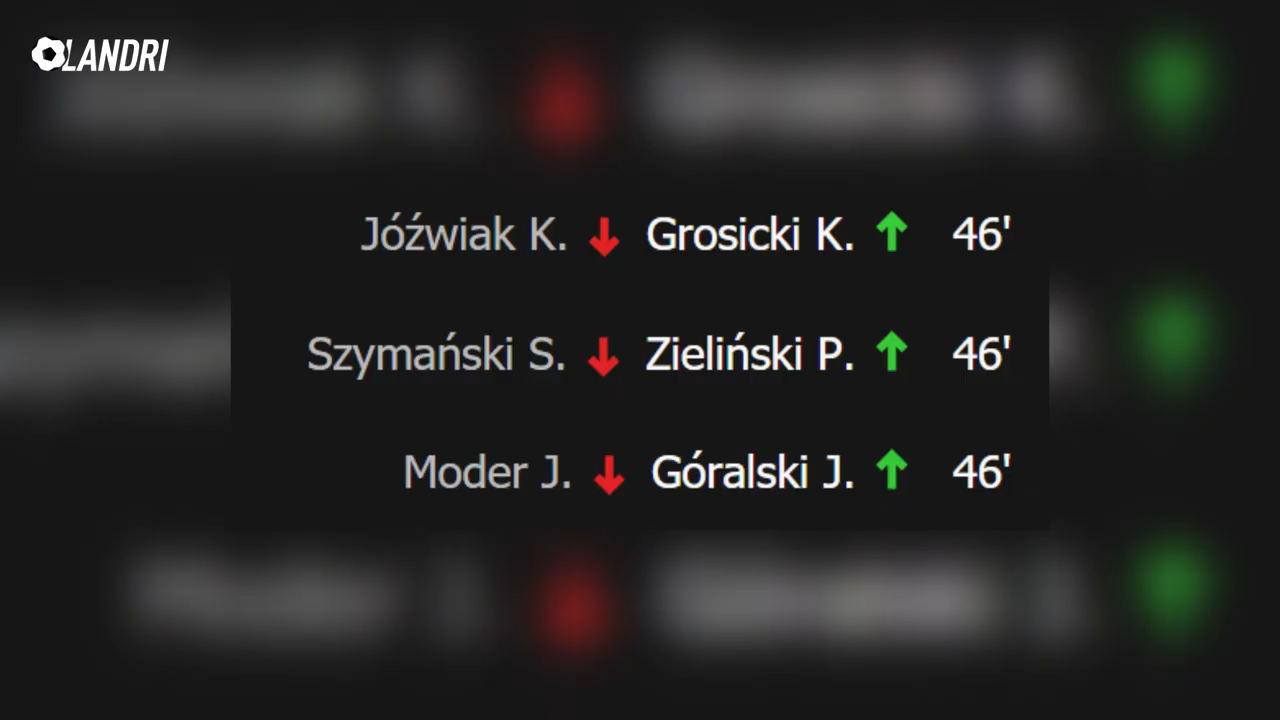 LANDRI
Jóźwiak K. ↓ Grosicki K. ↑ 46'
Szymański S. ↓ Zieliński P. ↑ 46'
Moder J. ↓ Góralski J. ↑ 46'